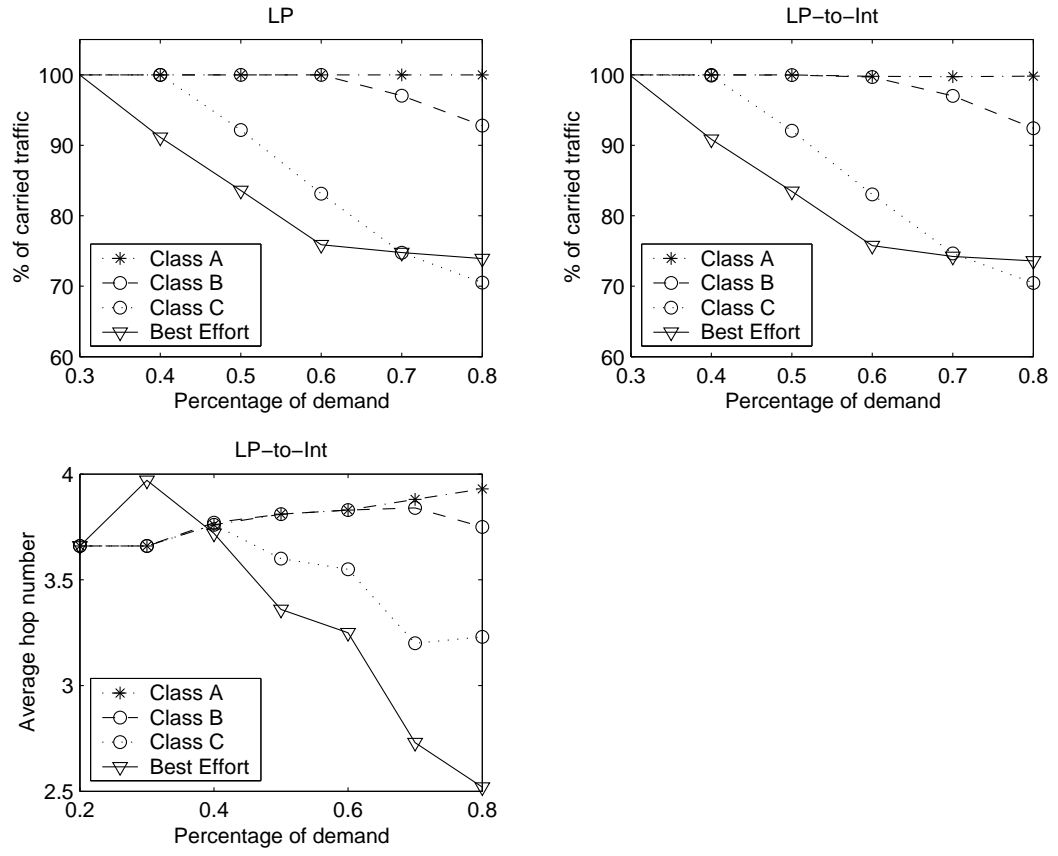 LP
100
90
80
70
60
% of carried traffic
Class A
Class B
Class C
Best Effort
0.3 0.4 0.5 0.6 0.7 0.8
Percentage of demand
LP−to−Int
100
90
80
70
60
% of carried traffic
Class A
Class B
Class C
Best Effort
0.3 0.4 0.5 0.6 0.7 0.8
Percentage of demand
LP−to−Int
4
3.5
3
2.5
Average hop number
Class A
Class B
Class C
Best Effort
0.2 0.4 0.6 0.8
Percentage of demand